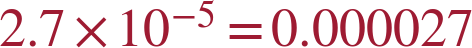 2.7 × 10⁻⁵ = 0.000027